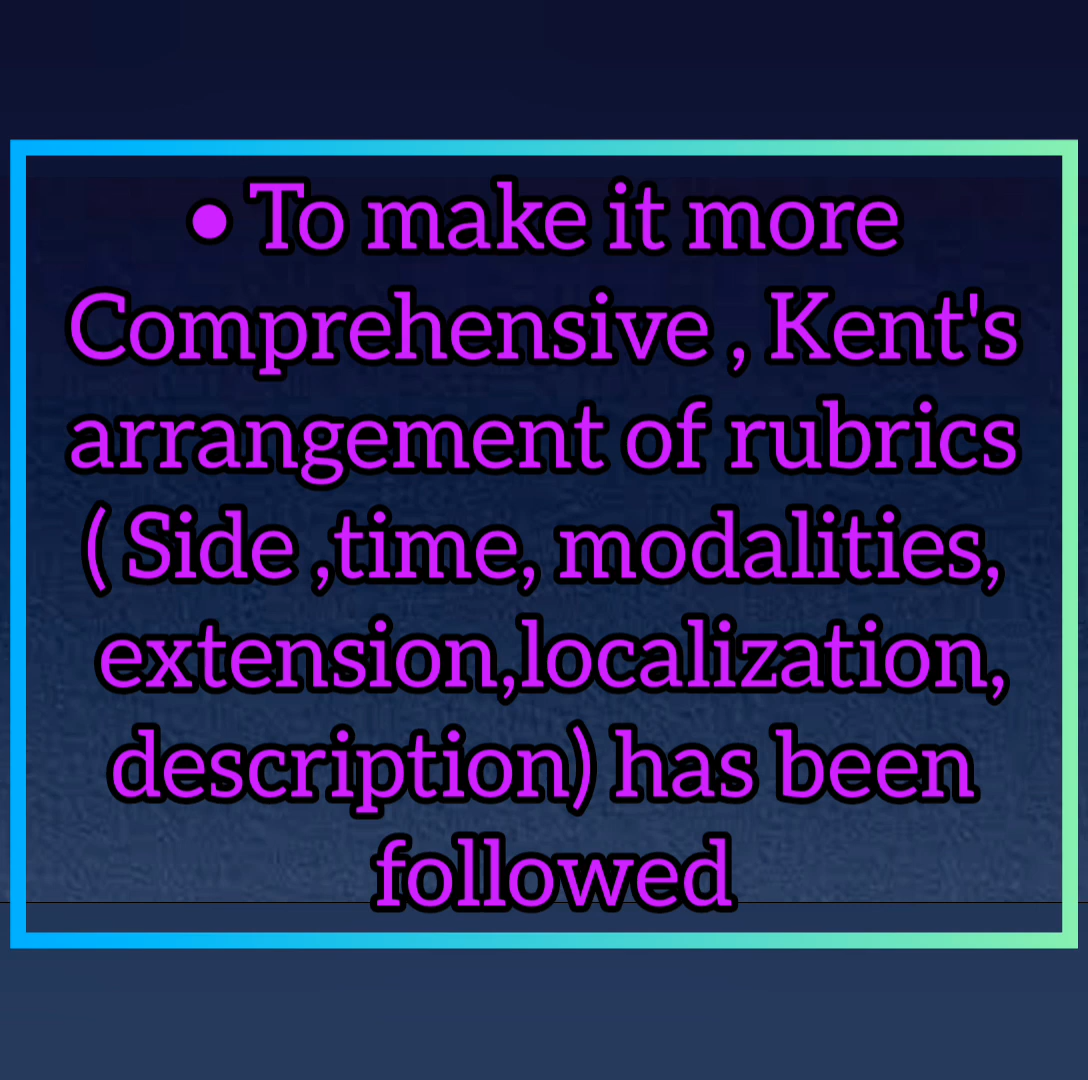 • To make it more
Comprehensive , Kent's
arrangement of rubrics
( Side ,time, modalities,
extension,localization,
description) has been
followed